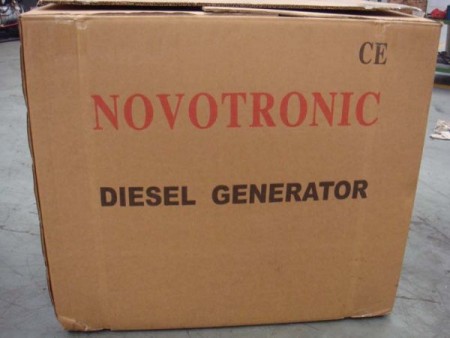 CE
NOVOTRONIC
DIESEL GENERATOR